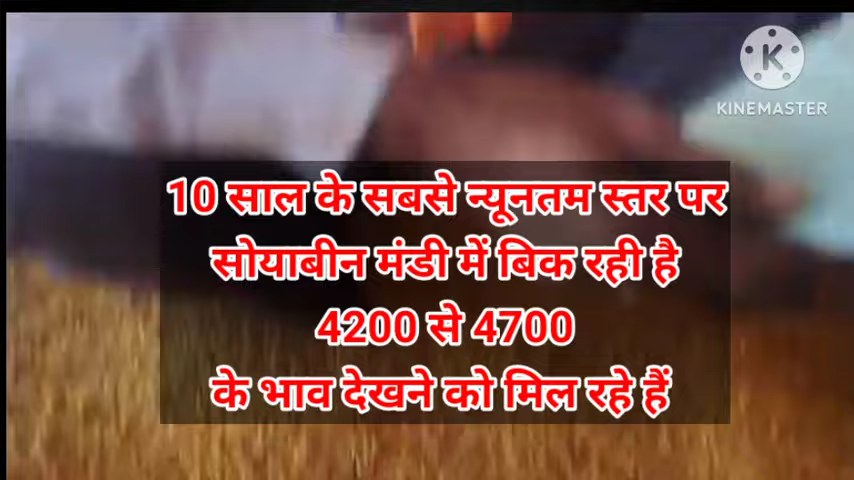 KINEMASTER
10 साल के सबसे न्यूनतम स्तर पर
सोयाबीन मंडी में बिक रही है
4200 से 4700
के भाव देखने को मिल रहे हैं